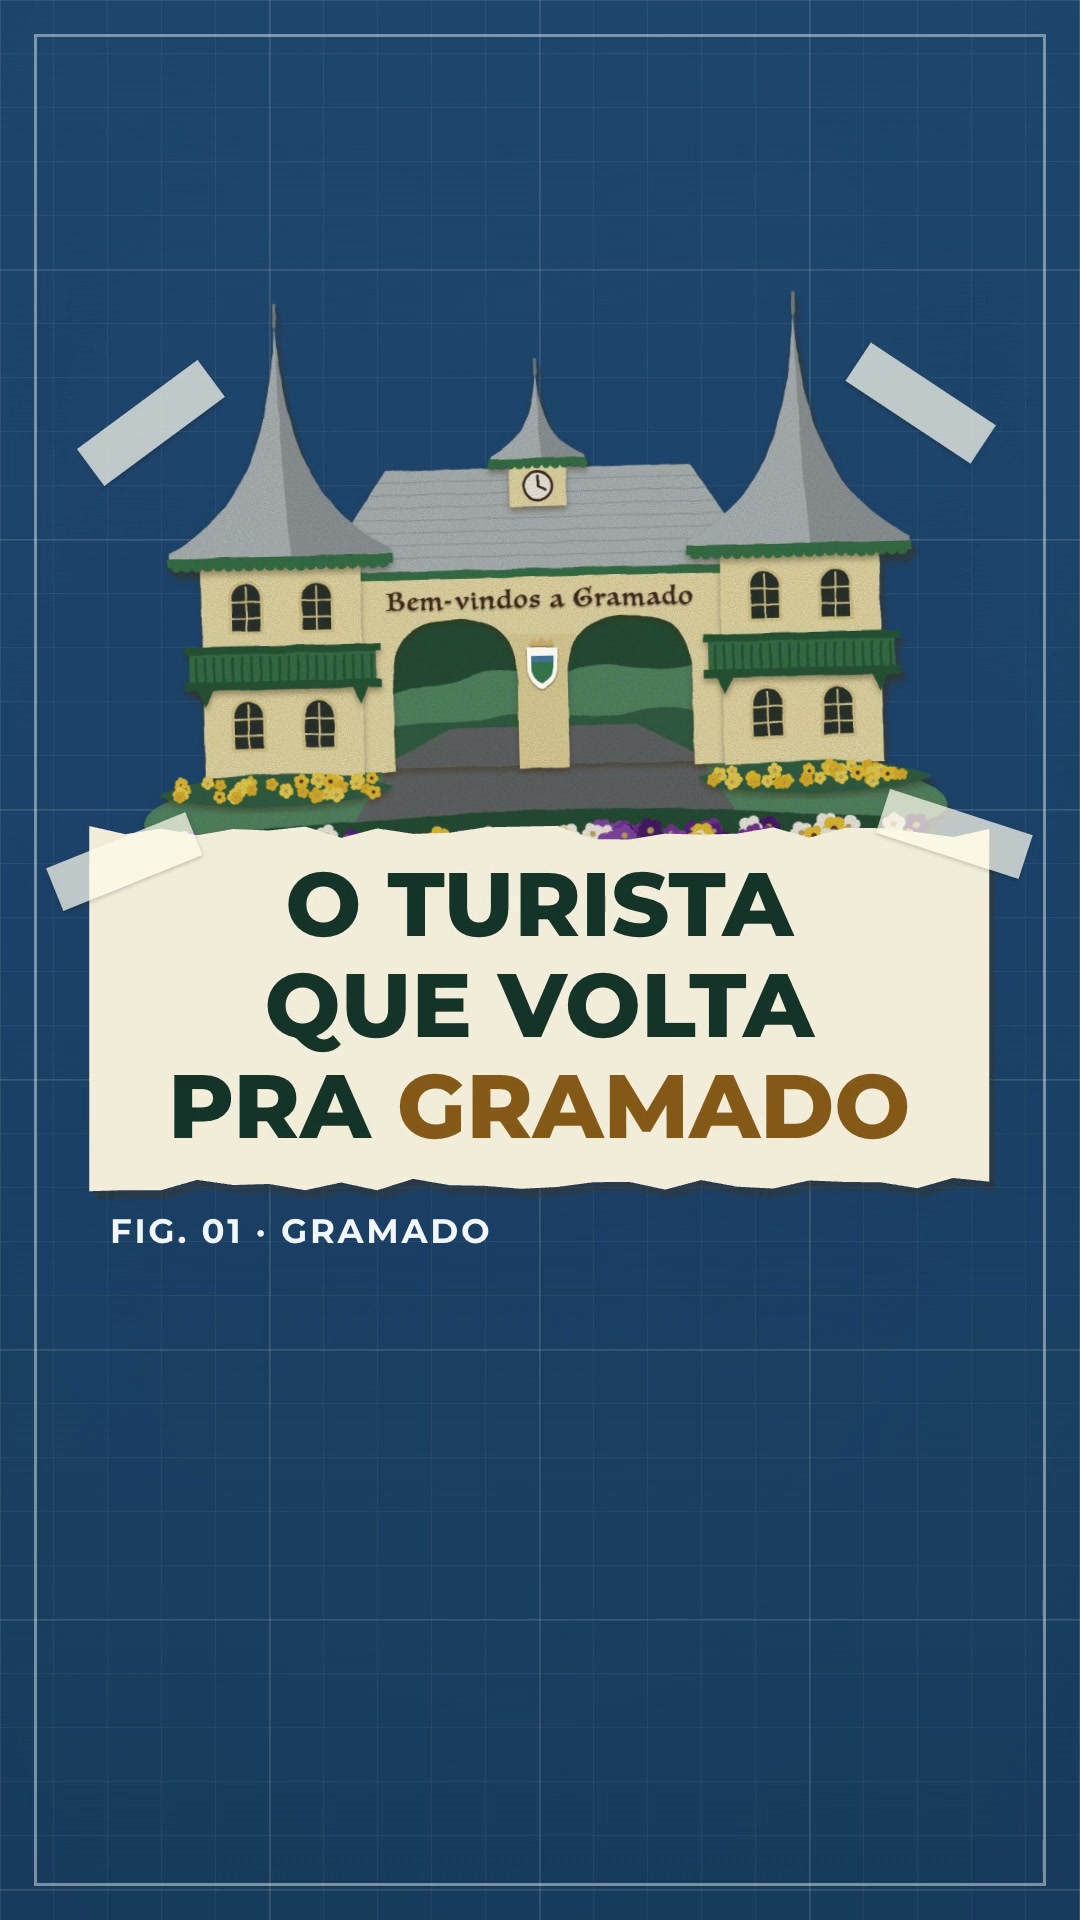 Bem-vindos a Gramado
O TURISTA
QUE VOLTA
PRA GRAMADO
FIG. 01 · GRAMADO